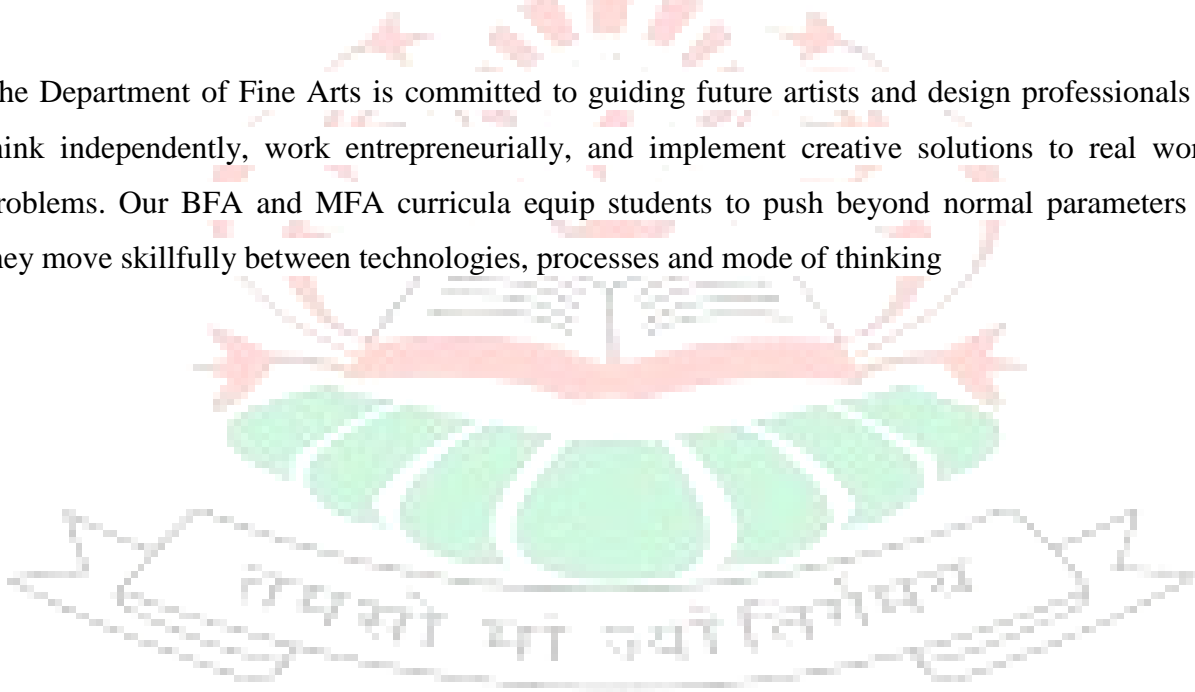 he Department of Fine Arts is committed to guiding future artists and design professionals
hink independently, work entrepreneurially, and implement creative solutions to real wor
roblems. Our BFA and MFA curricula equip students to push beyond normal parameters
hey move skillfully between technologies, processes and mode of thinking